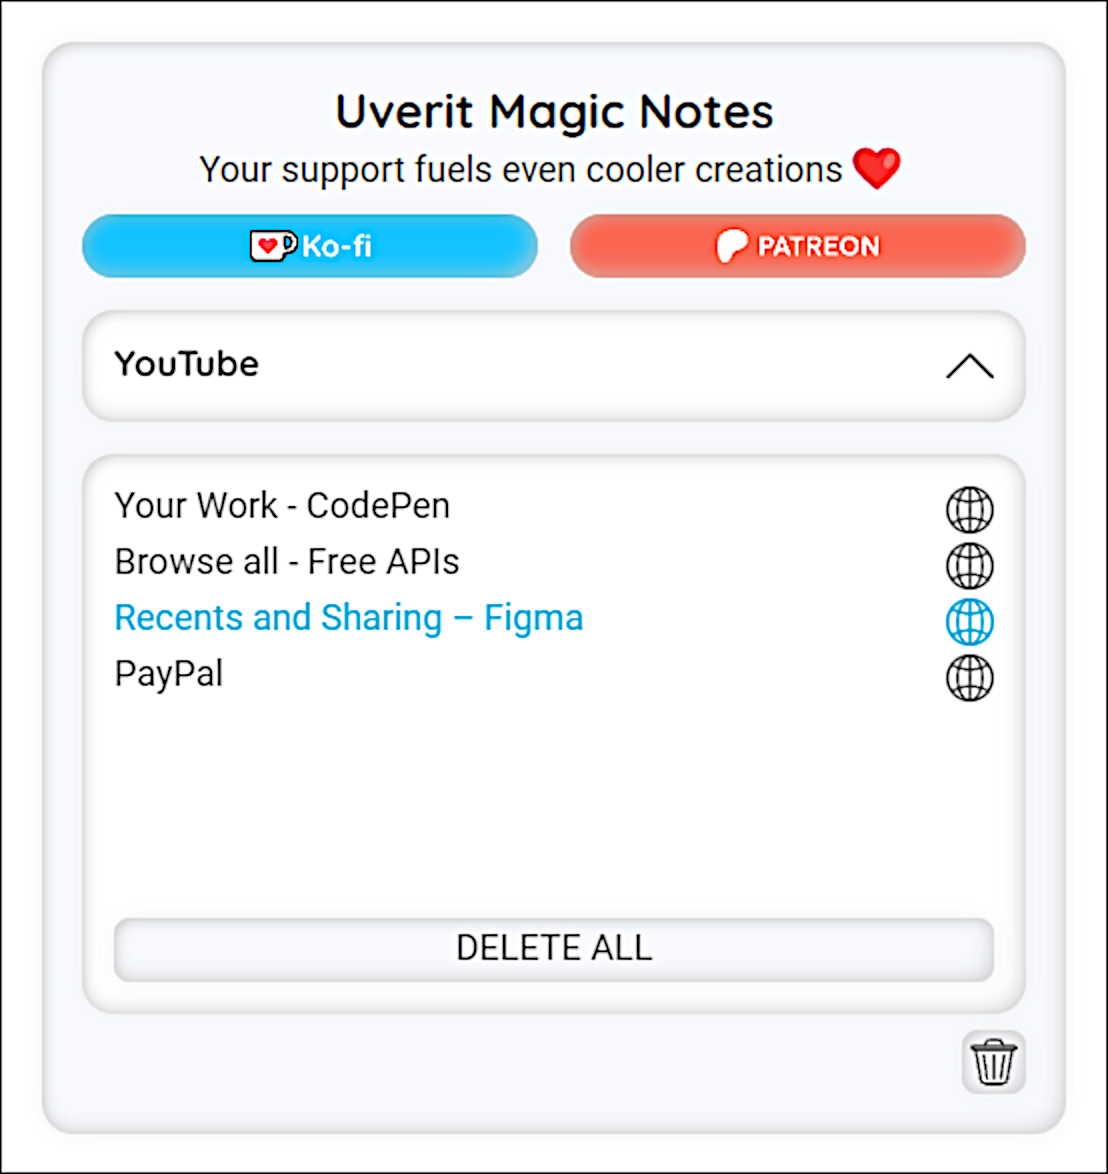 Uverit Magic Notes
Your support fuels even cooler creations
Ko-fi
PATREON
YouTube
Your Work - CodePen
Browse all - Free APIs
Recents and Sharing – Figma
PayPal
DELETE ALL